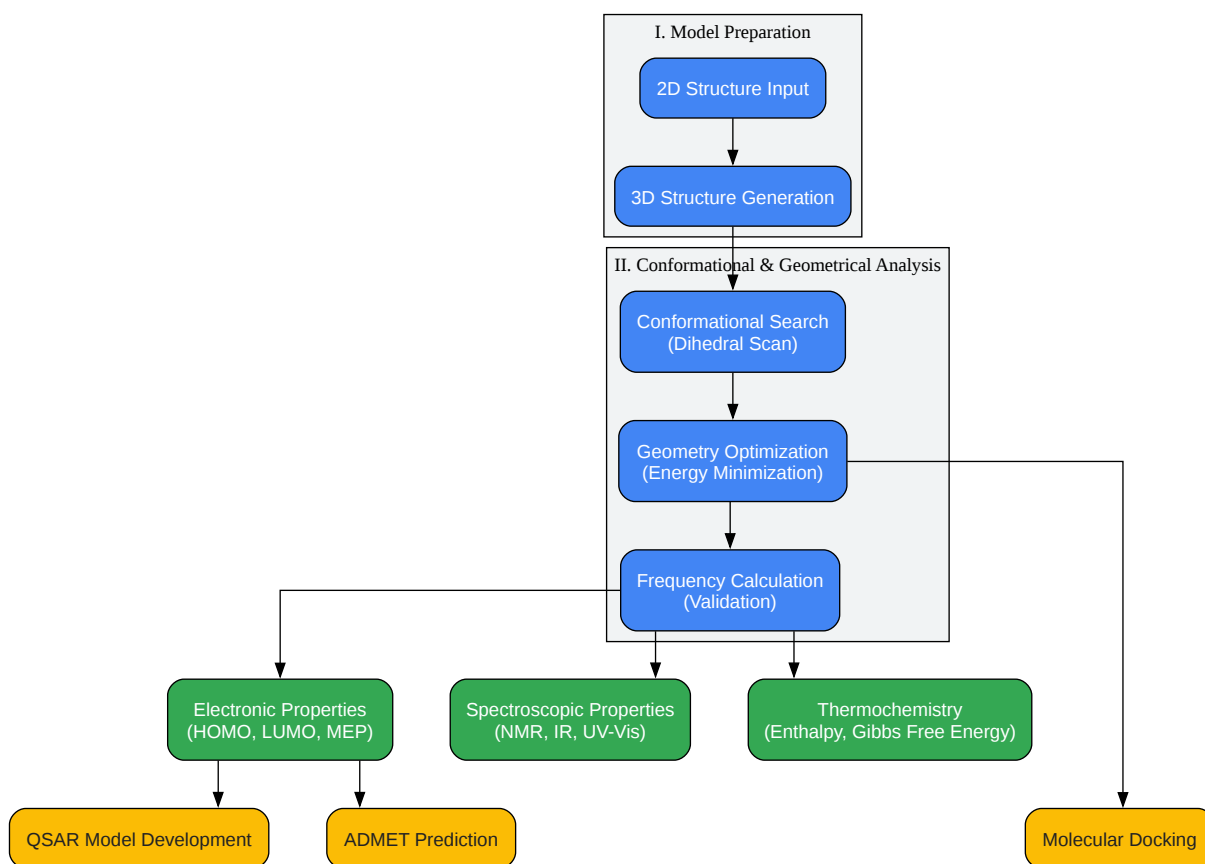 I. Model Preparation
2D Structure Input
3D Structure Generation
II. Conformational & Geometrical Analysis
Conformational Search
(Dihedral Scan)
Geometry Optimization
(Energy Minimization)
Frequency Calculation
(Validation)
Electronic Properties
(HOMO, LUMO, MEP)
Spectroscopic Properties
(NMR, IR, UV-Vis)
Thermochemistry
(Enthalpy, Gibbs Free Energy)
QSAR Model Development
ADMET Prediction
Molecular Docking